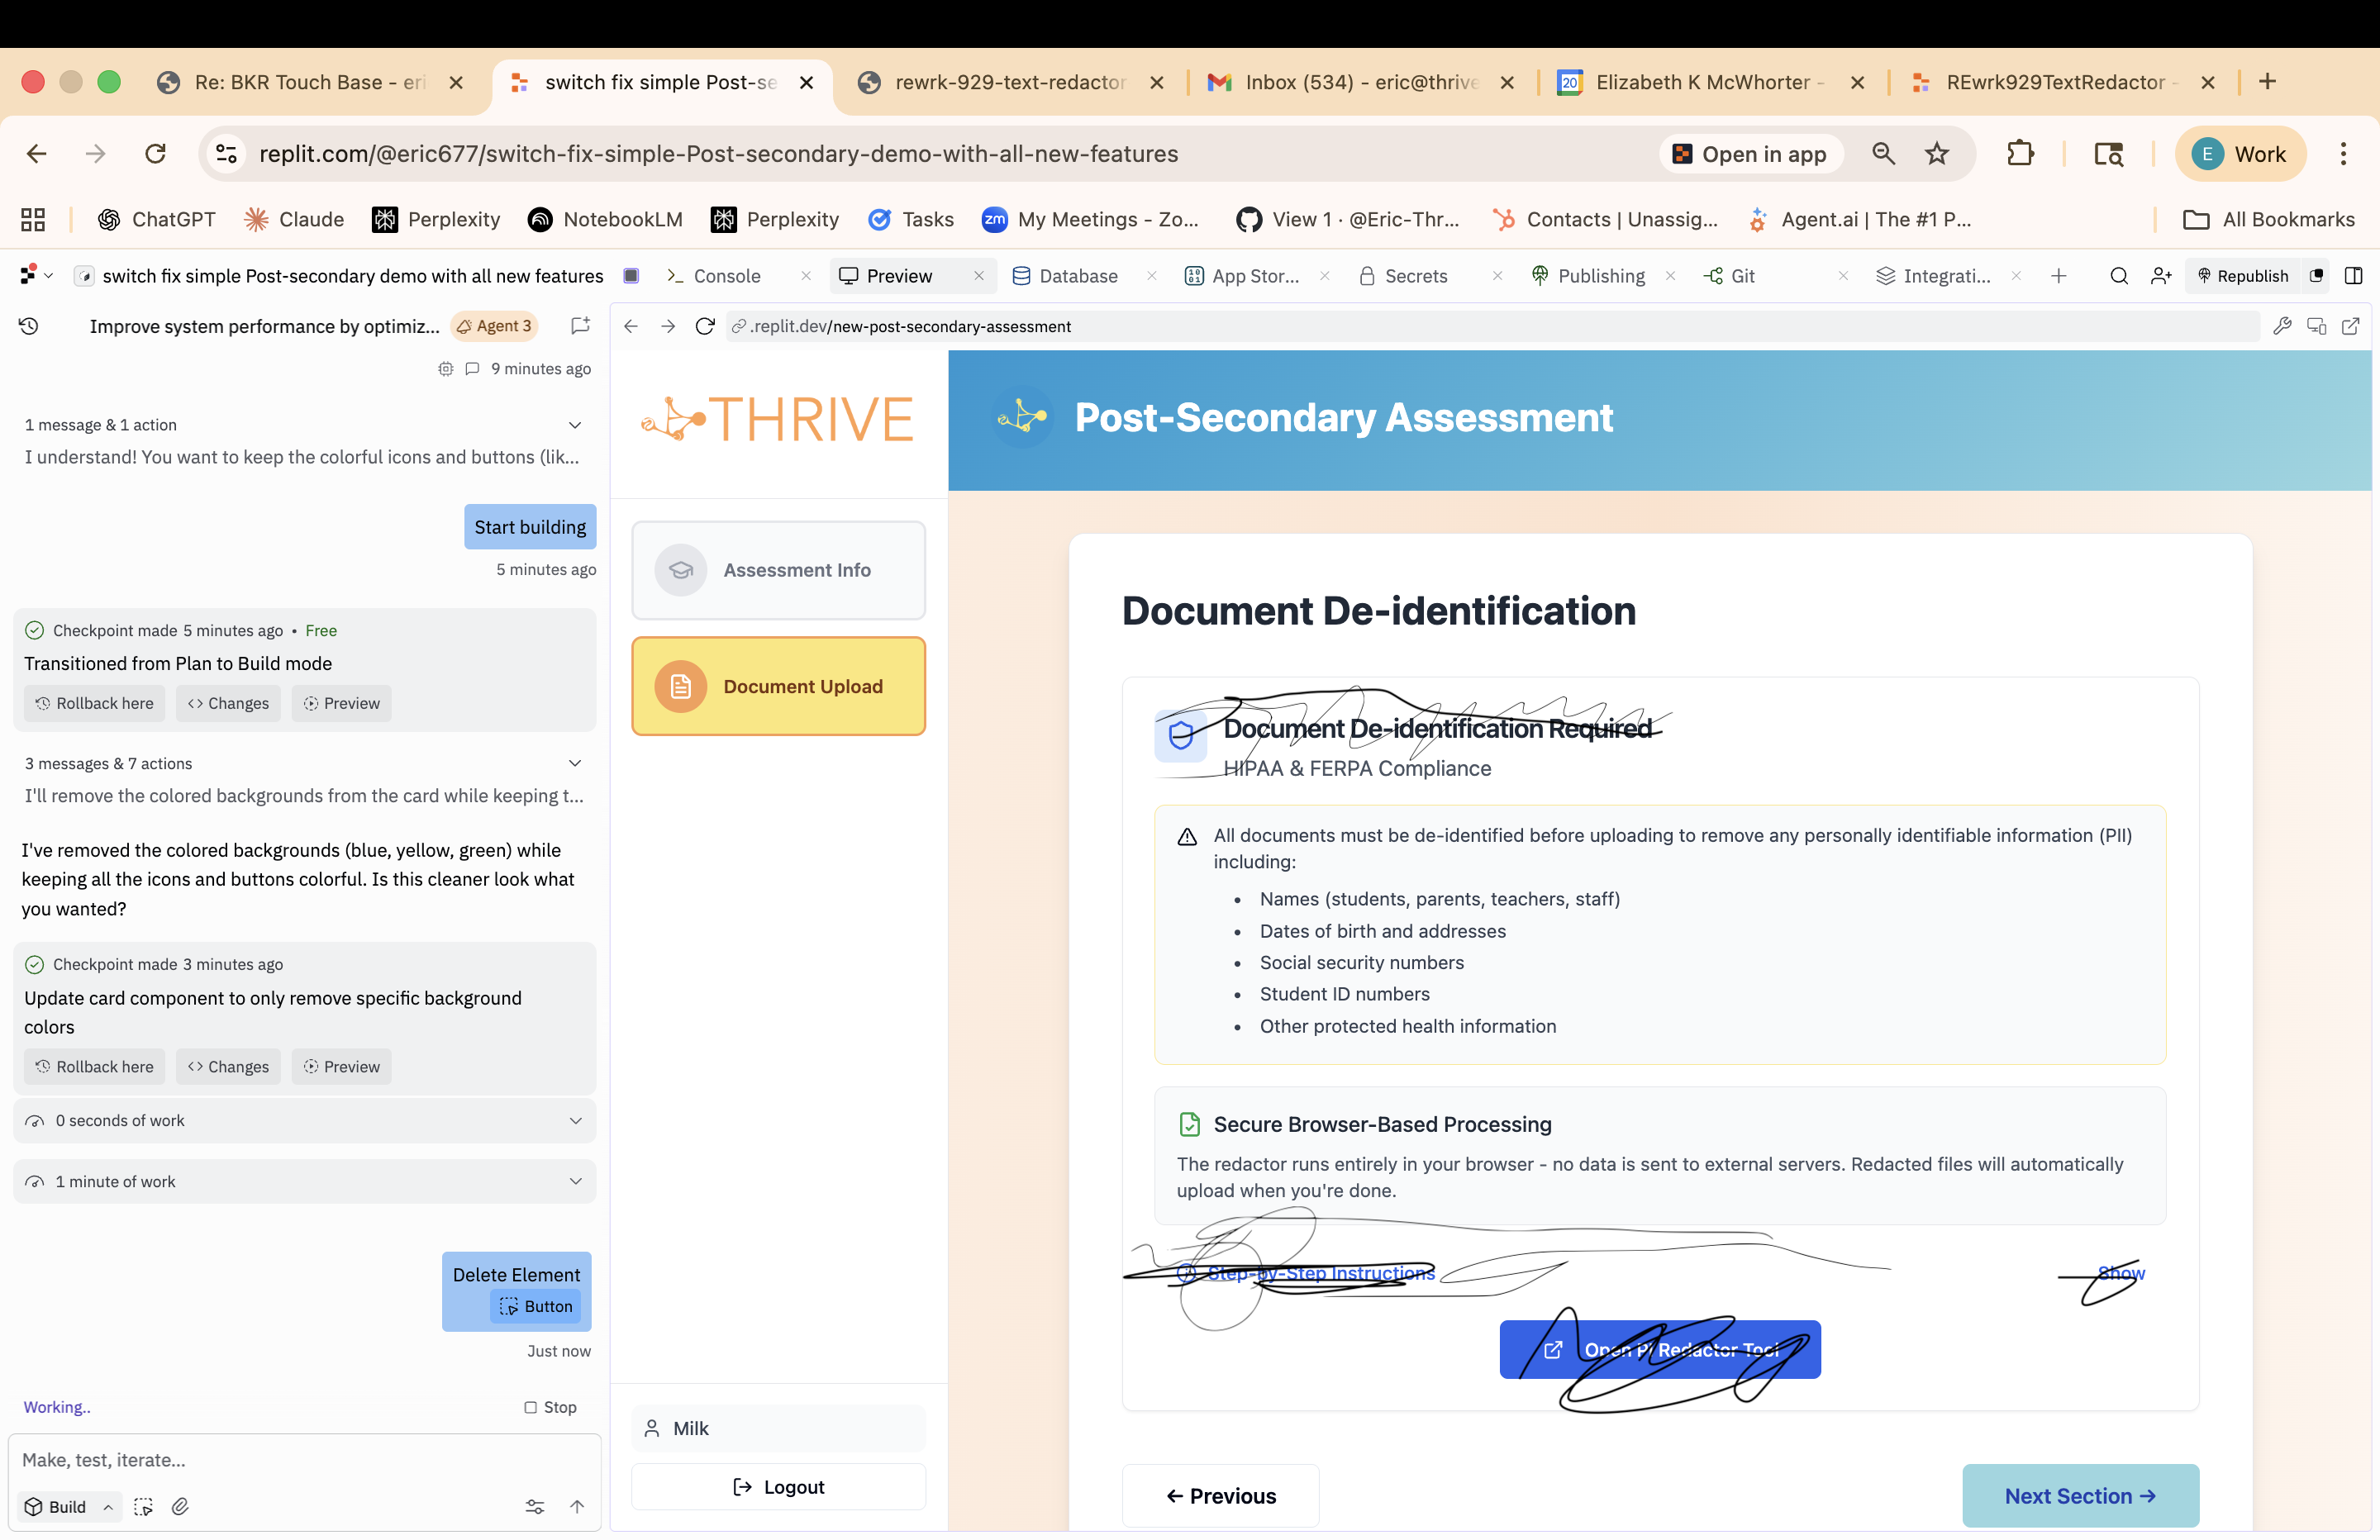 Re: BKR Touch Base - eri
switch fix simple Post-se
rewrk-929-text-redactor
Inbox (534) - eric@thrive
20
Elizabeth K McWhorter -
REwrk929TextRedactor -
replit.com/@eric677/switch-fix-simple-Post-secondary-demo-with-all-new-features
Open in app
E
Work
ChatGPT
Claude
Perplexity
NotebookLM
Perplexity
Tasks
zm
My Meetings - Zo...
View 1 · @Eric-Thr...
Contacts | Unassig...
Agent.ai | The #1 P...
All Bookmarks
switch fix simple Post-secondary demo with all new features
Console
Preview
Database
App Stor...
Secrets
Publishing
Git
Integrati...
Republish
Improve system performance by optimiz...
Agent 3
.replit.dev/new-post-secondary-assessment
9 minutes ago
1 message & 1 action
I understand! You want to keep the colorful icons and buttons (lik...
Start building
5 minutes ago
Checkpoint made 5 minutes ago • Free
Transitioned from Plan to Build mode
Rollback here
Changes
Preview
3 messages & 7 actions
I'll remove the colored backgrounds from the card while keeping t...
I've removed the colored backgrounds (blue, yellow, green) while
keeping all the icons and buttons colorful. Is this cleaner look what
you wanted?
Checkpoint made 3 minutes ago
Update card component to only remove specific background
colors
Rollback here
Changes
Preview
0 seconds of work
1 minute of work
Delete Element
Button
Just now
Working..
Stop
Make, test, iterate...
Build
THRIVE
Assessment Info
Document Upload
Milk
Logout
Post-Secondary Assessment
Document De-identification
Document De-identification Required
HIPAA & FERPA Compliance
All documents must be de-identified before uploading to remove any personally identifiable information (PII)
including:
• Names (students, parents, teachers, staff)
• Dates of birth and addresses
• Social security numbers
• Student ID numbers
• Other protected health information
Secure Browser-Based Processing
The redactor runs entirely in your browser - no data is sent to external servers. Redacted files will automatically
upload when you're done.
Step-by-Step Instructions
Show
Open Redactor Tool
← Previous
Next Section →